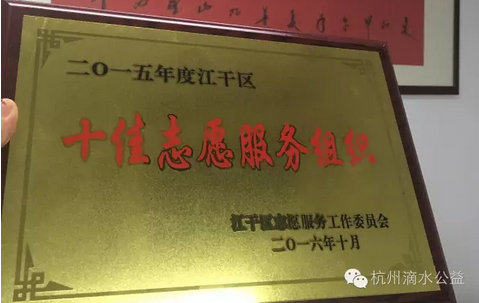 二〇一五年度江干区
十佳志愿服务组织
江干区志愿服务工作委员会
二〇一六年十月
杭州滴水公益